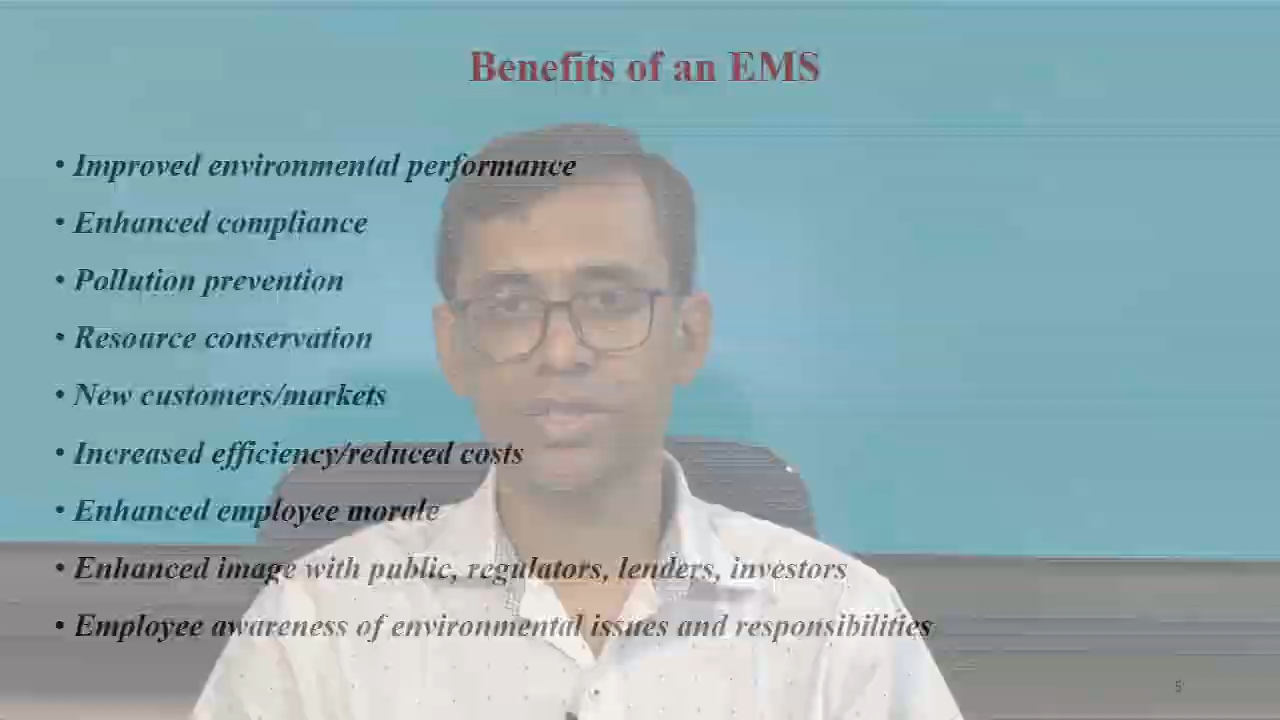 Benefits of an EMS
• Improved environmental performance
• Enhanced compliance
• Pollution prevention
• Resource conservation
• New customers/markets
• Increased efficiency/reduced costs
• Enhanced employee morale
• Enhanced image with public, regulators, lenders, investors
• Employee awareness of environmental issues and responsibilities
5